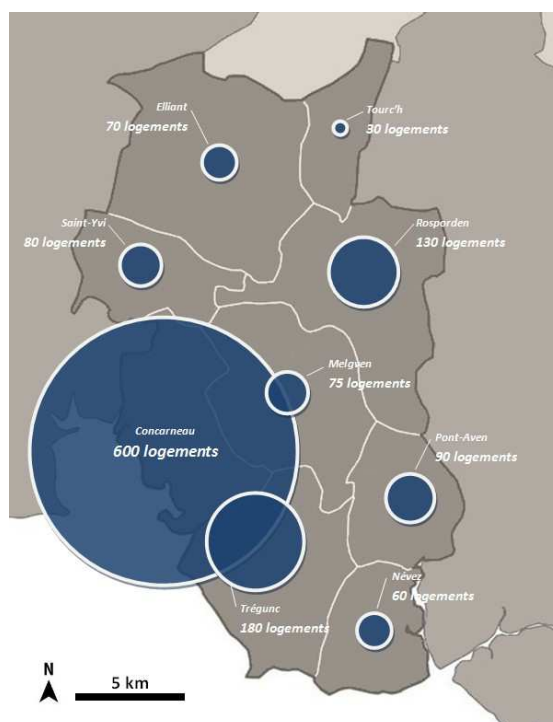 Elliant
70 logements
Tourc'h
30 logements
Saint-Yvi
80 logements
Rosporden
130 logements
Melgven
75 logements
Concarneau
600 logements
Pont-Aven
90 logements
Trégunc
180 logements
Névez
60 logements
N
5 km